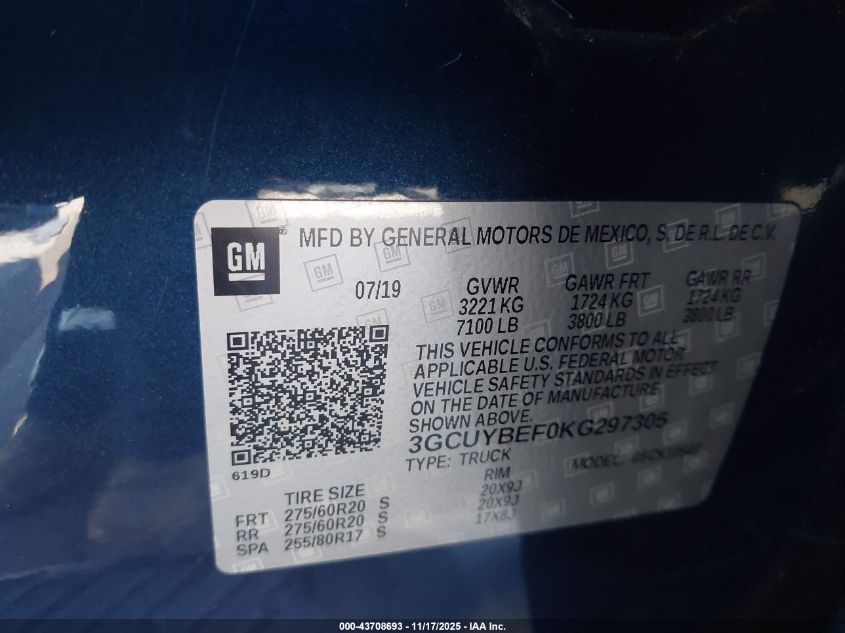 GM ® MFD BY GENERAL MOTORS DE MEXICO, S. DE R.L. DE C.V.
07/19 GVWR GAWR FRT GAWR RR
3221 KG 1724 KG 1724 KG
7100 LB 3800 LB 3800 LB
THIS VEHICLE CONFORMS TO ALL
APPLICABLE U.S. FEDERAL MOTOR
VEHICLE SAFETY STANDARDS IN EFFECT
ON THE DATE OF MANUFACTURE
SHOWN ABOVE.
3GCUYBEF0KG297305
619D
TYPE: TRUCK MODEL:
TIRE SIZE RIM
FRT 275/60R20 S 20X9J
RR 275/60R20 S 20X9J
SPA 255/80R17 S 17X8J
000-43708693 - 11/17/2025 - IAA Inc.